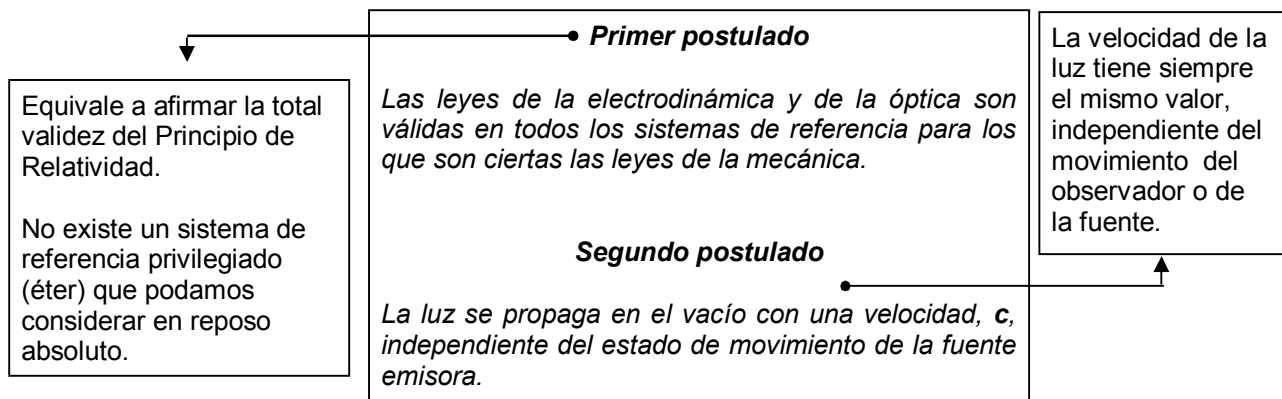 Primer postulado
Las leyes de la electrodinámica y de la óptica son
válidas en todos los sistemas de referencia para los
que son ciertas las leyes de la mecánica.
Segundo postulado
La luz se propaga en el vacío con una velocidad, c,
independiente del estado de movimiento de la fuente
emisora.
Equivale a afirmar la total
validez del Principio de
Relatividad.
No existe un sistema de
referencia privilegiado
(éter) que podamos
considerar en reposo
absoluto.
La velocidad de la
luz tiene siempre
el mismo valor,
independiente del
movimiento del
observador o de
la fuente.